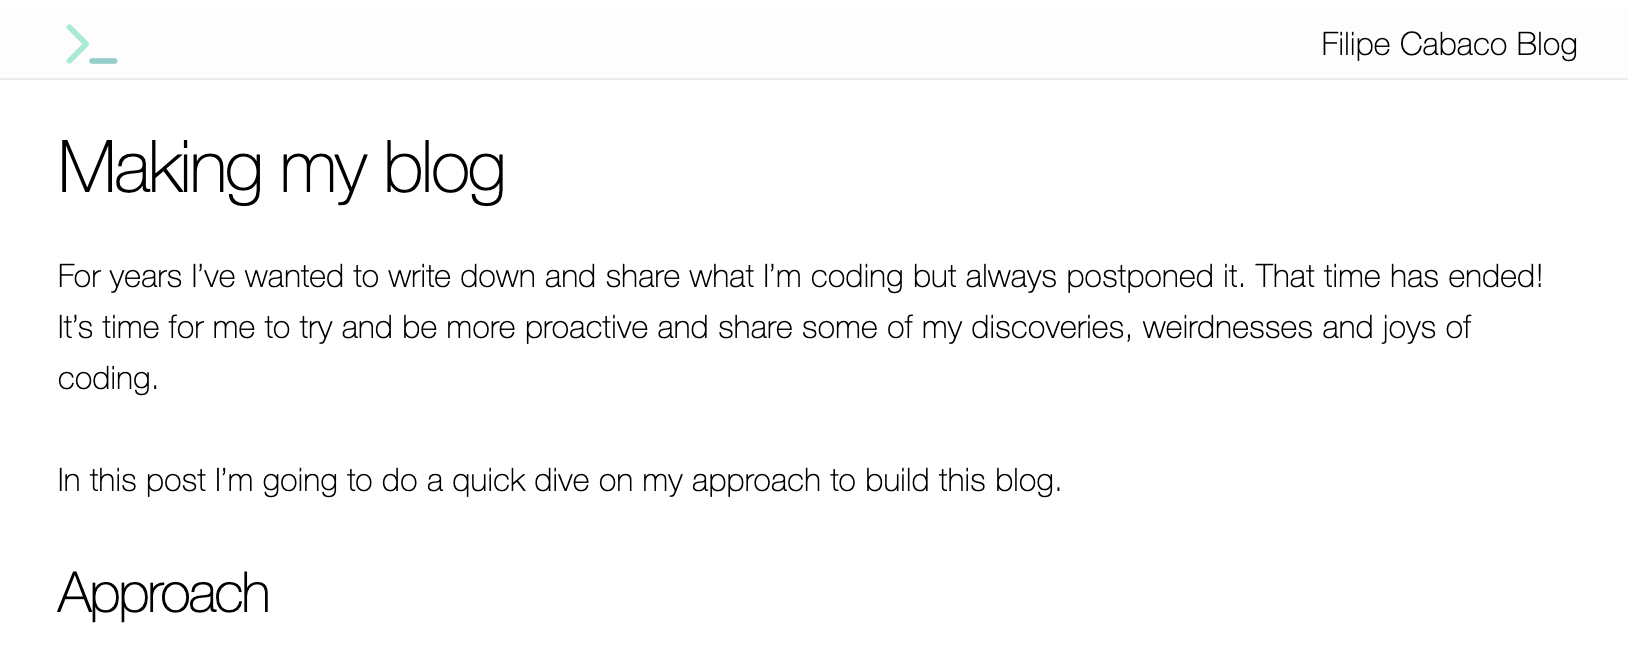 Filipe Cabaco Blog
Making my blog
For years I’ve wanted to write down and share what I’m coding but always postponed it. That time has ended!
It’s time for me to try and be more proactive and share some of my discoveries, weirdnesses and joys of
coding.
In this post I’m going to do a quick dive on my approach to build this blog.
Approach